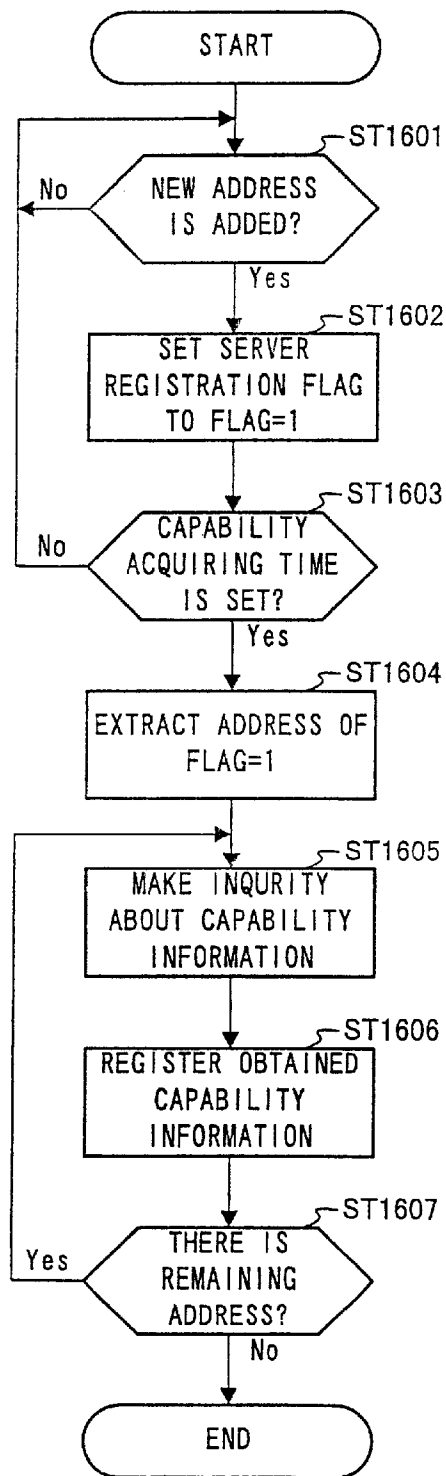 START
ST1601
No
NEW ADDRESS
IS ADDED?
Yes
ST1602
SET SERVER
REGISTRATION FLAG
TO FLAG=1
ST1603
No
CAPABILITY
ACQUIRING TIME
IS SET?
Yes
ST1604
EXTRACT ADDRESS OF
FLAG=1
ST1605
MAKE INQURITY
ABOUT CAPABILITY
INFORMATION
ST1606
REGISTER OBTAINED
CAPABILITY
INFORMATION
ST1607
Yes
THERE IS
REMAINING
ADDRESS?
No
END